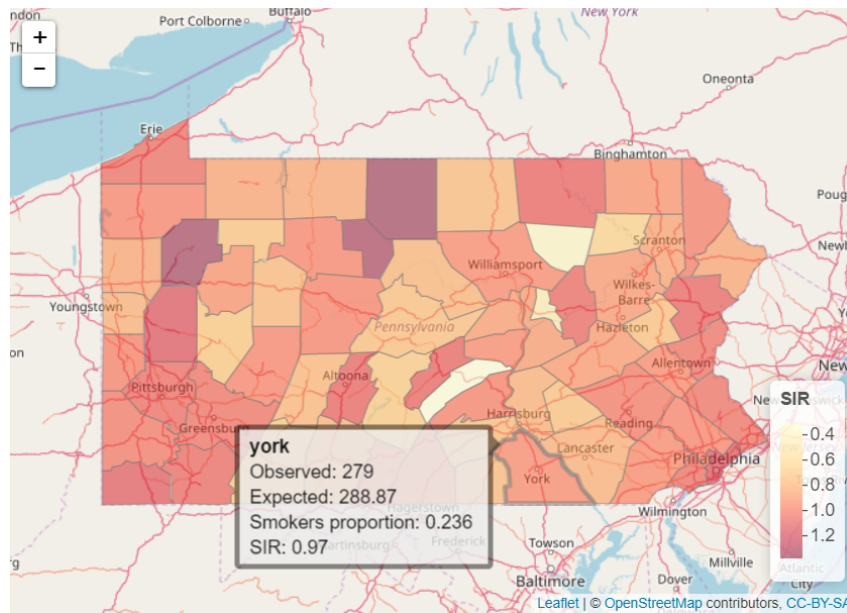 ndon
Port Colborne
Buffalo
New York
+
−
Oneonta
Erie
Binghamton
Scranton
Williamsport
Wilkes-
Barre
Youngstown
Pennsylvania
Hazleton
Altoona
Allentown
Pittsburgh
Harrisburg
Reading
Greensburg
Lancaster
Philadelphia
York
Wilmington
york
Observed: 279
Expected: 288.87
Smokers proportion: 0.236
SIR: 0.97
Hagerstown
Martinsburg
Frederick
Towson
Baltimore
Dover
Millville
Atlantic
City
SIR
0.4
0.6
0.8
1.0
1.2
Leaflet | © OpenStreetMap contributors, CC-BY-SA